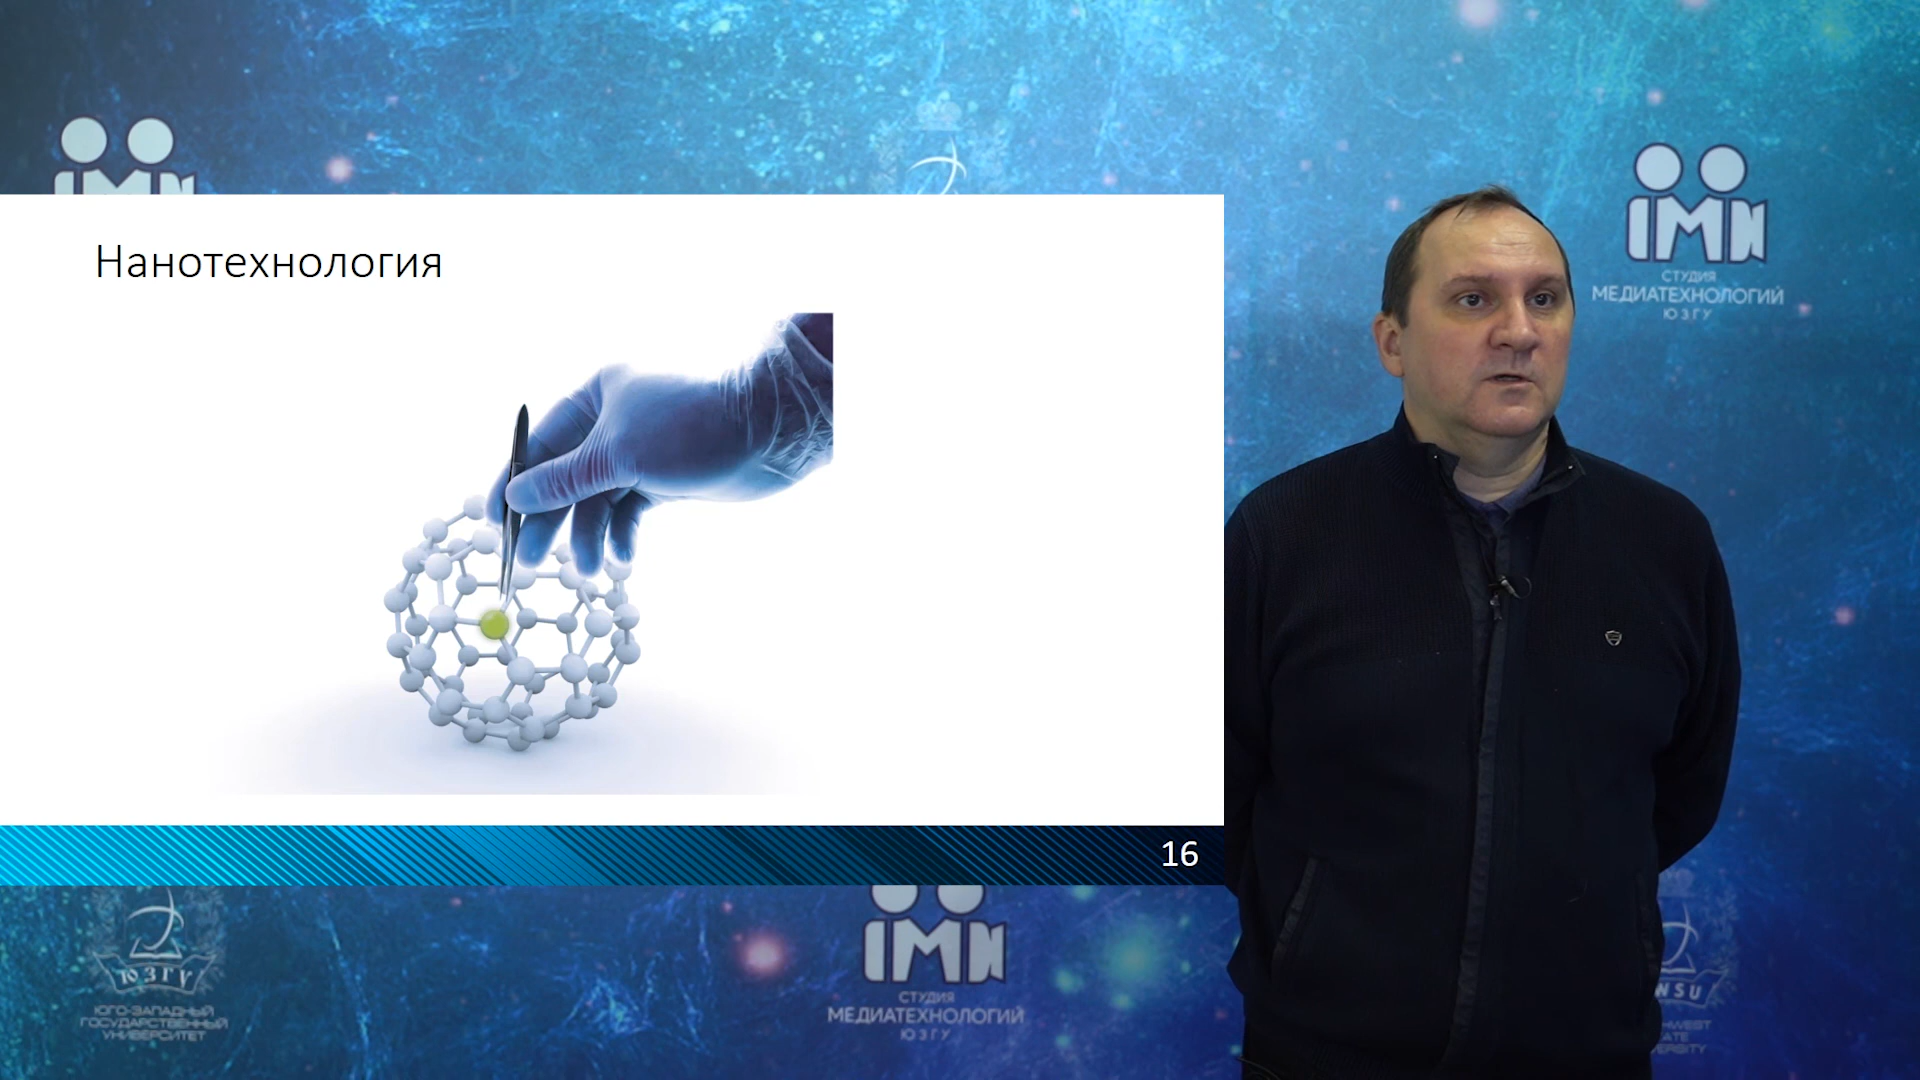 СТУДИЯ
МЕДИАТЕХНОЛОГИЙ
ЮЗГУ
Нанотехнология
16
ЮЗГУ
ЮГО-ЗАПАДНЫЙ
ГОСУДАРСТВЕННЫЙ
УНИВЕРСИТЕТ
СТУДИЯ
МЕДИАТЕХНОЛОГИЙ
ЮЗГУ